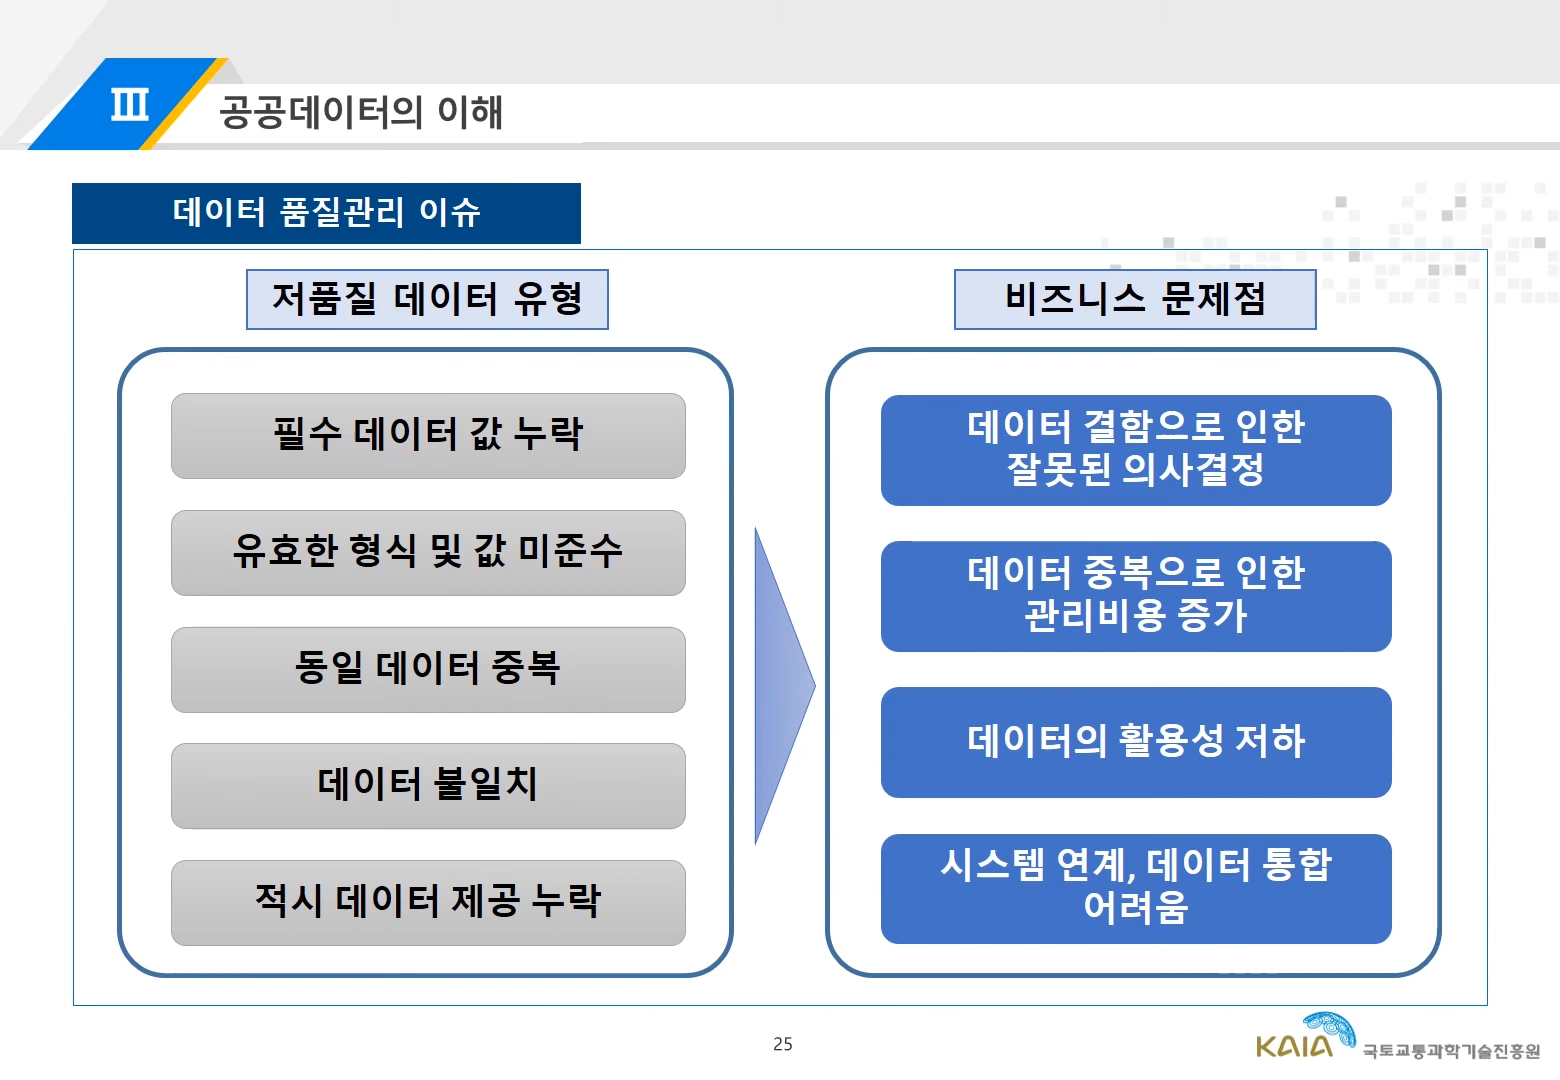 Ⅲ
공공데이터의 이해
데이터 품질관리 이슈
저품질 데이터 유형
필수 데이터 값 누락
유효한 형식 및 값 미준수
동일 데이터 중복
데이터 불일치
적시 데이터 제공 누락
비즈니스 문제점
데이터 결함으로 인한
잘못된 의사결정
데이터 중복으로 인한
관리비용 증가
데이터의 활용성 저하
시스템 연계, 데이터 통합
어려움
25
KAIA 국토교통과학기술진흥원